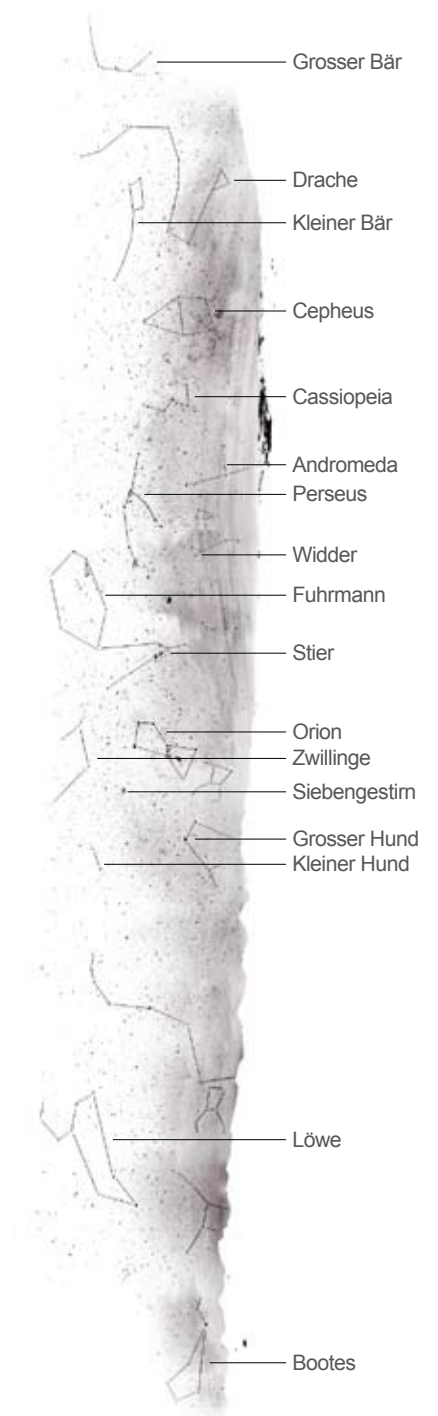 Grosser Bär
Drache
Kleiner Bär
Cepheus
Cassiopeia
Andromeda
Perseus
Widder
Fuhrmann
Stier
Orion
Zwillinge
Siebengestirn
Grosser Hund
Kleiner Hund
Löwe
Bootes